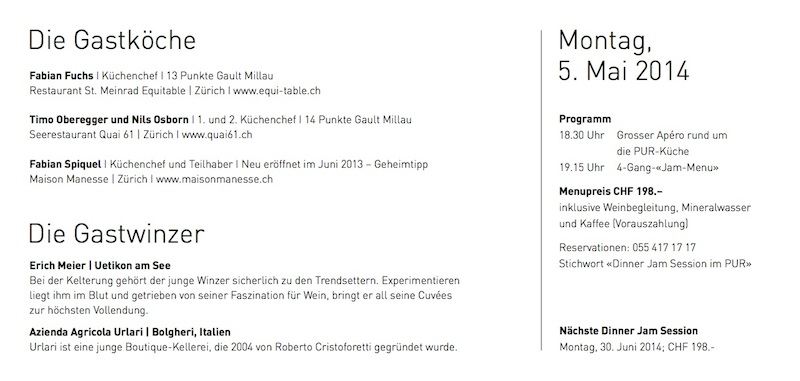 Die Gastköche
Fabian Fuchs | Küchenchef | 13 Punkte Gault Millau
Restaurant St. Meinrad Equitable | Zürich | www.equi-table.ch
Timo Oberegger und Nils Osborn | 1. und 2. Küchenchef | 14 Punkte Gault Millau
Seerestaurant Quai 61 | Zürich | www.quai61.ch
Fabian Spiquel | Küchenchef und Teilhaber | Neu eröffnet im Juni 2013 – Geheimtipp
Maison Manesse | Zürich | www.maisonmanesse.ch
Die Gastwinzer
Erich Meier | Uetikon am See
Bei der Kelterung gehört der junge Winzer sicherlich zu den Trendsettern. Experimentieren
liegt ihm im Blut und getrieben von seiner Faszination für Wein, bringt er all seine Cuvées
zur höchsten Vollendung.
Azienda Agricola Urlari | Bolgheri, Italien
Urlari ist eine junge Boutique-Kellerei, die 2004 von Roberto Cristoforetti gegründet wurde.
Montag,
5. Mai 2014
Programm
18.30 Uhr Grosser Apéro rund um
die PUR-Küche
19.15 Uhr 4-Gang-«Jam-Menu»
Menupreis CHF 198.–
inklusive Weinbegleitung, Mineralwasser
und Kaffee (Vorauszahlung)
Reservationen: 055 417 17 17
Stichwort «Dinner Jam Session im PUR»
Nächste Dinner Jam Session
Montag, 30. Juni 2014; CHF 198.-